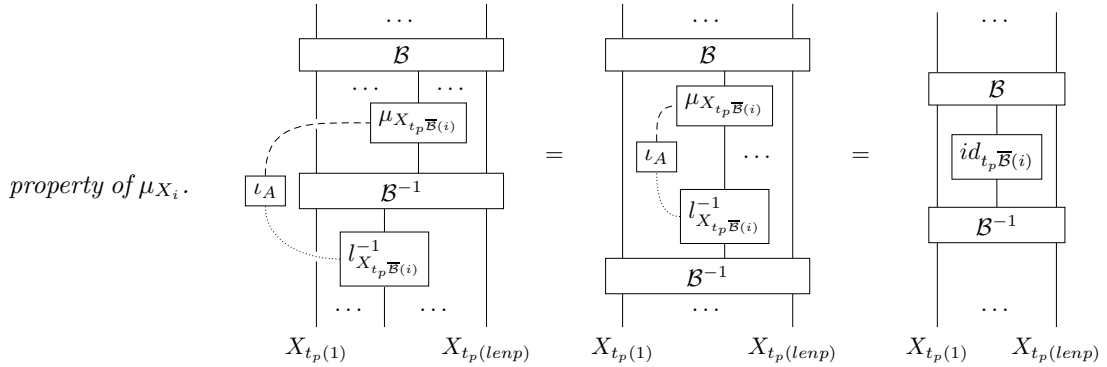 ⋯ ⋯ ⋯
ℬ ℬ ℬ
⋯ ⋯
μ_{X_{t_p \overline{ℬ}(i)}} μ_{X_{t_p \overline{ℬ}(i)}}
= ι_A ⋯ = id_{t_p \overline{ℬ}(i)}
property of μ_{X_i}. ι_A ℬ^{-1}
l^{-1}_{X_{t_p \overline{ℬ}(i)}} l^{-1}_{X_{t_p \overline{ℬ}(i)}} ℬ^{-1}
ℬ^{-1}
⋯ ⋯ ⋯ ⋯
X_{t_p(1)} X_{t_p(lenp)} X_{t_p(1)} X_{t_p(lenp)} X_{t_p(1)} X_{t_p(lenp)}